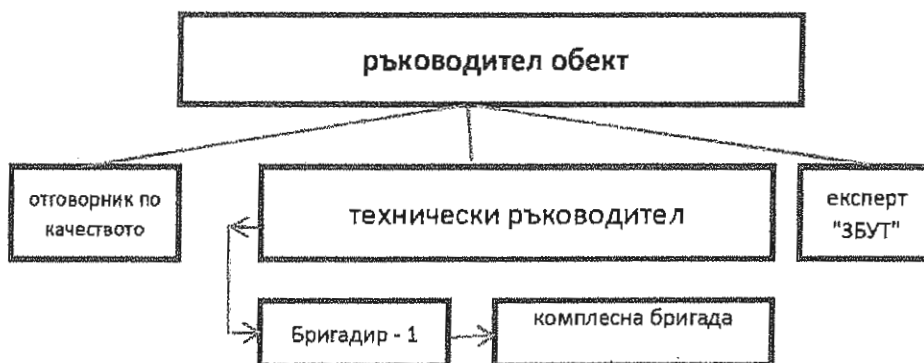 ръководител обект
отговорник по
качеството
технически ръководител
експерт
"ЗБУТ"
Бригадир - 1
комплесна бригада